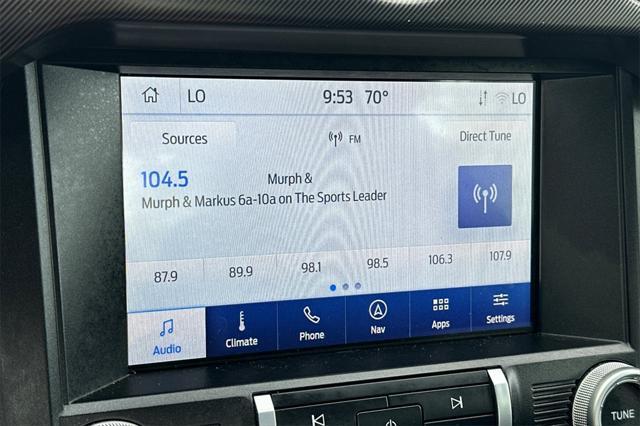 LO 9:53 70° LO
Sources FM Direct Tune
104.5 Murph &
Murph & Markus 6a-10a on The Sports Leader
87.9 89.9 98.1 98.5 106.3 107.9
Audio Climate Phone Nav Apps Settings
TUNE